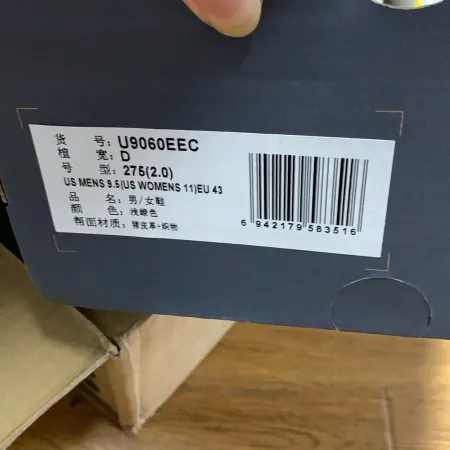 货 号: U9060EEC
楦 宽: D
号 型: 275(2.0)
US MENS 9.5(US WOMENS 11)EU 43
品 名: 男/女鞋
颜 色: 浅绿色
帮面材质: 猪皮革+织物
6 942179 583516